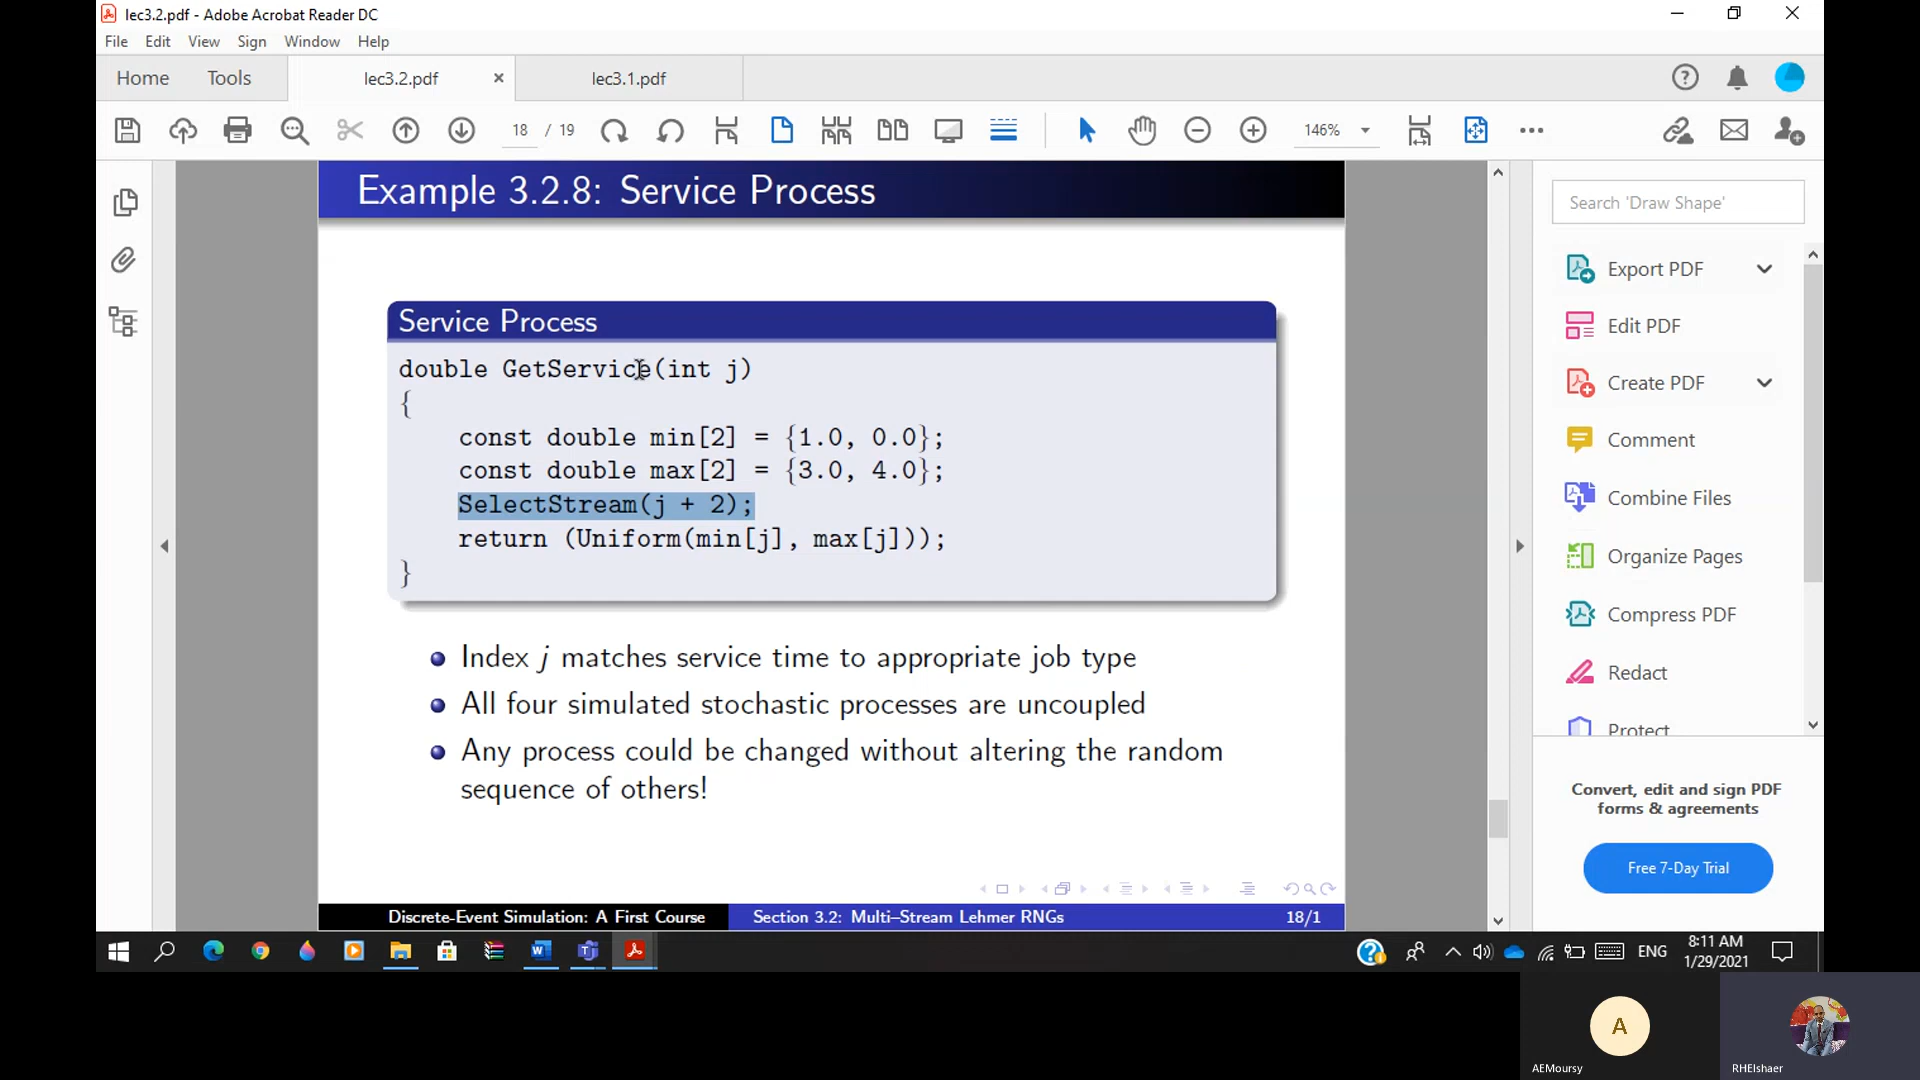 lec3.2.pdf - Adobe Acrobat Reader DC
File Edit View Sign Window Help
Home Tools lec3.2.pdf × lec3.1.pdf
18 / 19 146%
Example 3.2.8: Service Process
Service Process
double GetService(int j)
{
const double min[2] = {1.0, 0.0};
const double max[2] = {3.0, 4.0};
SelectStream(j + 2);
return (Uniform(min[j], max[j]));
}
Index j matches service time to appropriate job type
All four simulated stochastic processes are uncoupled
Any process could be changed without altering the random
sequence of others!
Discrete-Event Simulation: A First Course Section 3.2: Multi–Stream Lehmer RNGs 18/1
Search 'Draw Shape'
Export PDF
Edit PDF
Create PDF
Comment
Combine Files
Organize Pages
Compress PDF
Redact
Protect
Convert, edit and sign PDF
forms & agreements
Free 7-Day Trial
ENG
8:11 AM
1/29/2021
A
AEMoursy
RHElshaer